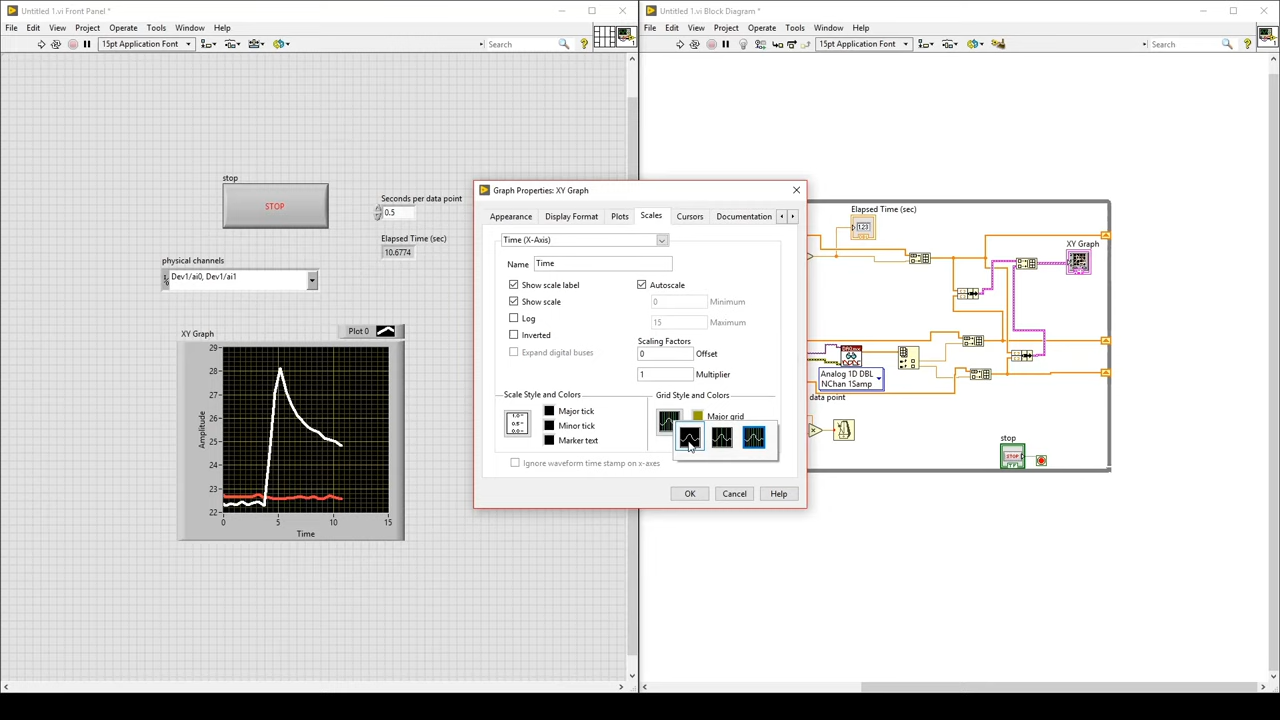 Untitled 1.vi Front Panel *
File Edit View Project Operate Tools Window Help
15pt Application Font
Search
stop
STOP
Seconds per data point
0.5
Elapsed Time (sec)
10.6774
physical channels
Dev1/ai0, Dev1/ai1
XY Graph
Plot 0
29
28
27
26
25
24
23
22
Amplitude
0 5 10 15
Time
Graph Properties: XY Graph
Appearance Display Format Plots Scales Cursors Documentation
Time (X-Axis)
Name Time
Show scale label
Show scale
Log
Inverted
Expand digital buses
Autoscale
0 Minimum
15 Maximum
Scaling Factors
0 Offset
1 Multiplier
Scale Style and Colors
Major tick
Minor tick
Marker text
Grid Style and Colors
Major grid
Ignore waveform time stamp on x-axes
OK Cancel Help
Untitled 1.vi Block Diagram *
File Edit View Project Operate Tools Window Help
15pt Application Font
Search
Elapsed Time (sec)
123
XY Graph
Analog 1D DBL
NChan 1Samp
data point
stop
STOP
TF